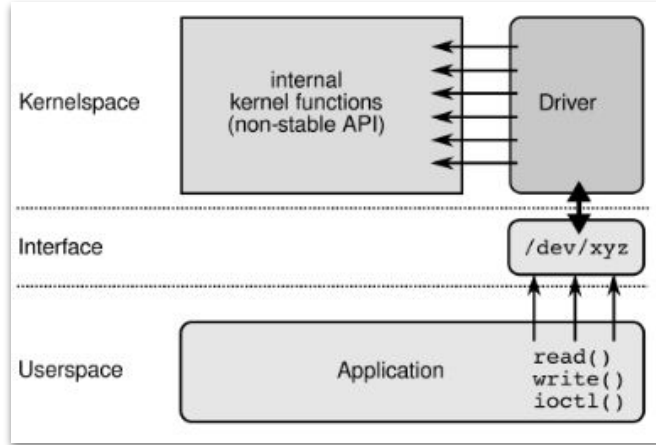 Kernelspace
internal
kernel functions
(non-stable API)
Driver
Interface
/dev/xyz
Userspace
Application
read()
write()
ioctl()